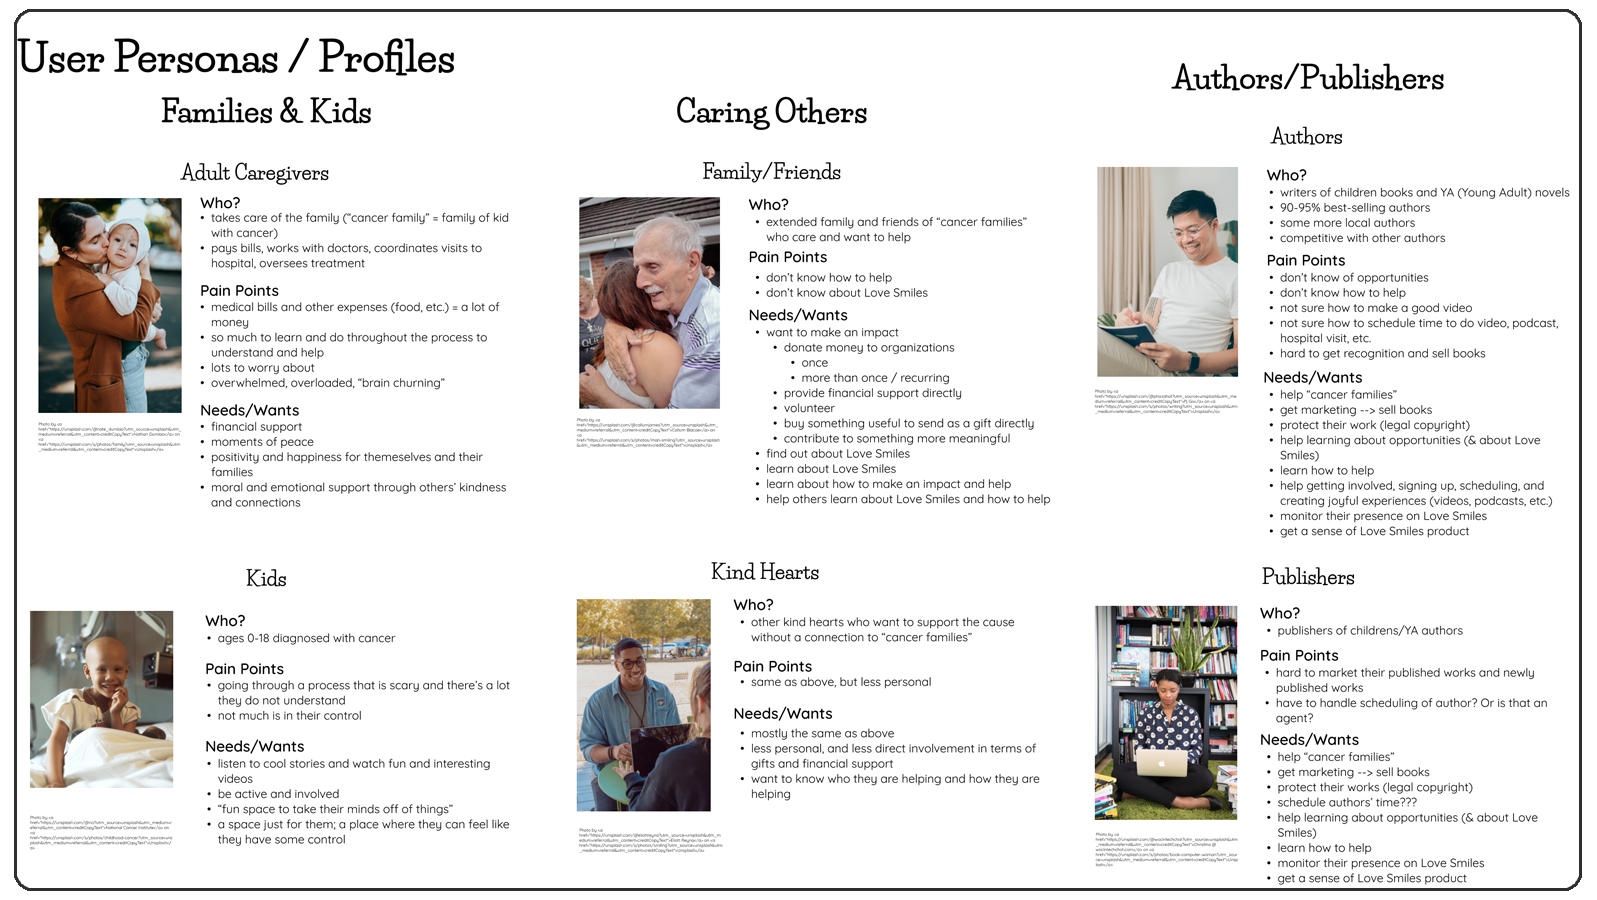 User Personas / Profiles
Families & Kids
Adult Caregivers
Who?
• takes care of the family ("cancer family" = family of kid
with cancer)
• pays bills, works with doctors, coordinates visits to
hospital, oversees treatment
Pain Points
• medical bills and other expenses (food, etc.) = a lot of
money
• so much to learn and do throughout the process to
understand and help
• lots to worry about
• overwhelmed, overloaded, "brain churning"
Needs/Wants
• financial support
• moments of peace
• positivity and happiness for themeselves and their
families
• moral and emotional support through others' kindness
and connections
Kids
Who?
• ages 0-18 diagnosed with cancer
Pain Points
• going through a process that is scary and there's a lot
they do not understand
• not much is in their control
Needs/Wants
• listen to cool stories and watch fun and interesting
videos
• be active and involved
• "fun space to take their minds off of things"
• a space just for them; a place where they can feel like
they have some control
Caring Others
Family/Friends
Who?
• extended family and friends of "cancer families"
who care and want to help
Pain Points
• don't know how to help
• don't know about Love Smiles
Needs/Wants
• want to make an impact
• donate money to organizations
• once
• more than once / recurring
• provide financial support directly
• volunteer
• buy something useful to send as a gift directly
• contribute to something more meaningful
• find out about Love Smiles
• learn about Love Smiles
• learn about how to make an impact and help
• help others learn about Love Smiles and how to help
Kind Hearts
Who?
• other kind hearts who want to support the cause
without a connection to "cancer families"
Pain Points
• same as above, but less personal
Needs/Wants
• mostly the same as above
• less personal, and less direct involvement in terms of
gifts and financial support
• want to know who they are helping and how they are
helping
Authors/Publishers
Authors
Who?
• writers of children books and YA (Young Adult) novels
• 90-95% best-selling authors
• some more local authors
• competitive with other authors
Pain Points
• don't know of opportunities
• don't know how to help
• not sure how to make a good video
• not sure how to schedule time to do video, podcast,
hospital visit, etc.
• hard to get recognition and sell books
Needs/Wants
• help "cancer families"
• get marketing --> sell books
• protect their work (legal copyright)
• help learning about opportunities (& about Love
Smiles)
• learn how to help
• help getting involved, signing up, scheduling, and
creating joyful experiences (videos, podcasts, etc.)
• monitor their presence on Love Smiles
• get a sense of Love Smiles product
Publishers
Who?
• publishers of childrens/YA authors
Pain Points
• hard to market their published works and newly
published works
• have to handle scheduling of author? Or is that an
agent?
Needs/Wants
• help "cancer families"
• get marketing --> sell books
• protect their works (legal copyright)
• schedule authors' time???
• help learning about opportunities (& about Love
Smiles)
• learn how to help
• monitor their presence on Love Smiles
• get a sense of Love Smiles product